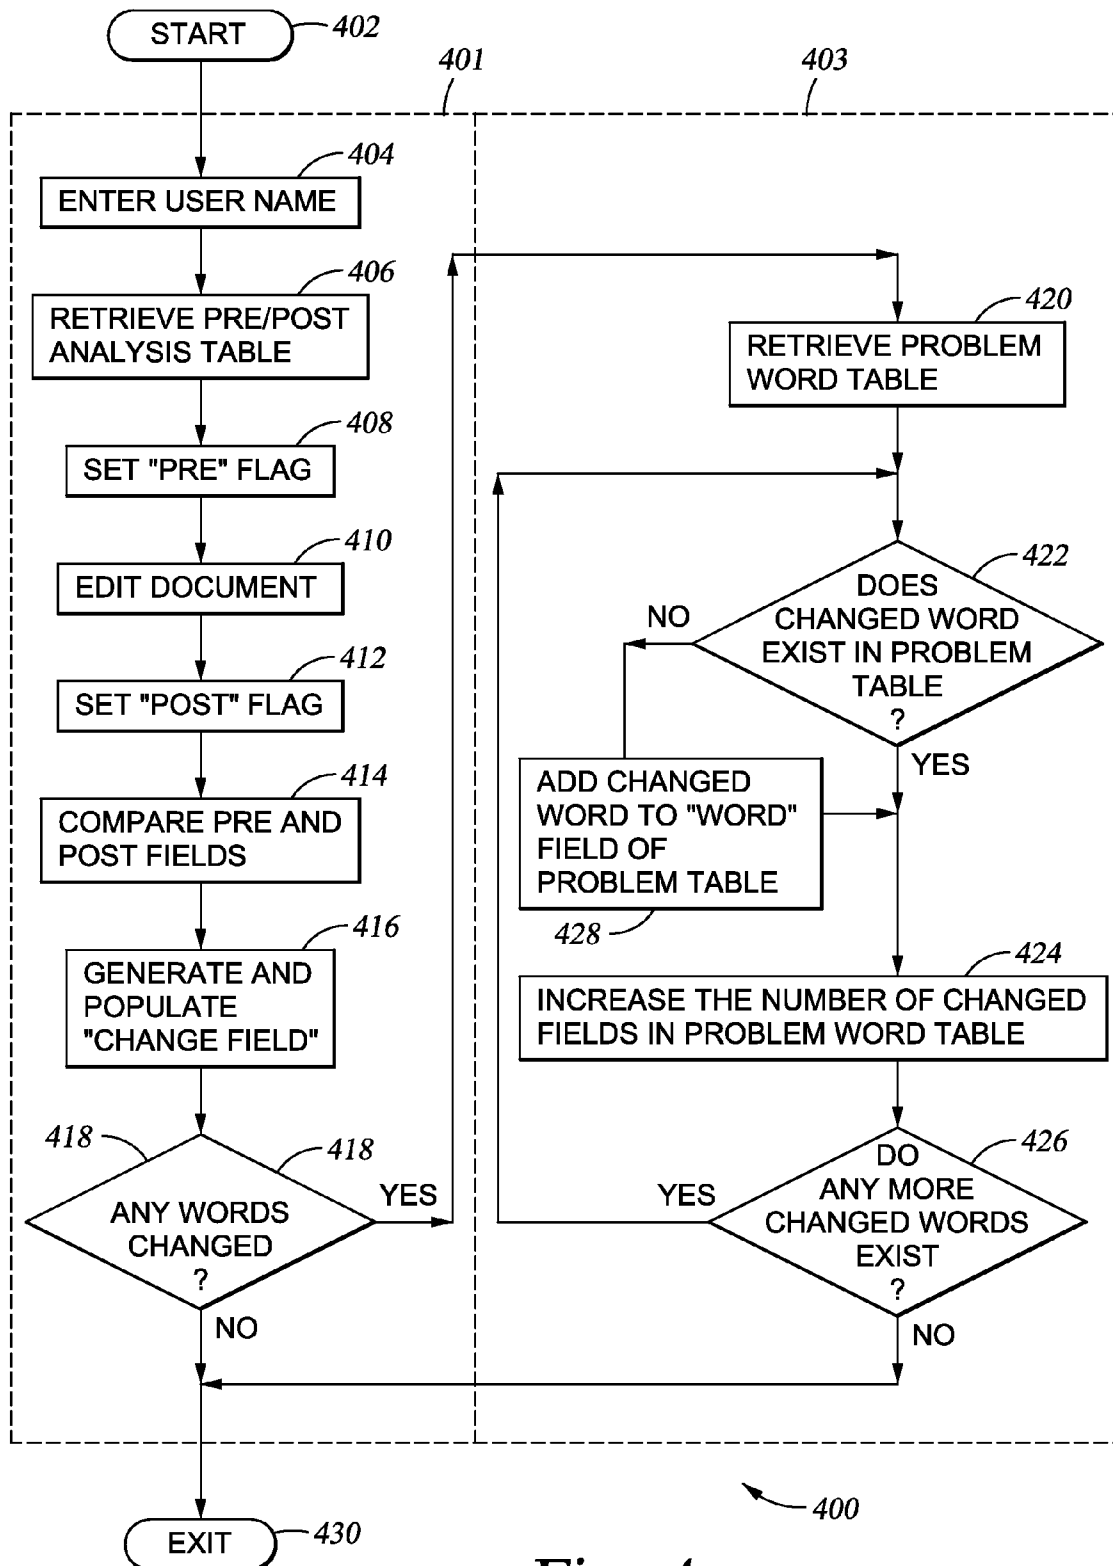 START
402
401
403
404
ENTER USER NAME
406
RETRIEVE PRE/POST
ANALYSIS TABLE
408
SET "PRE" FLAG
410
EDIT DOCUMENT
412
SET "POST" FLAG
414
COMPARE PRE AND
POST FIELDS
416
GENERATE AND
POPULATE
"CHANGE FIELD"
418
418
ANY WORDS
CHANGED
?
YES
NO
420
RETRIEVE PROBLEM
WORD TABLE
422
DOES
CHANGED WORD
EXIST IN PROBLEM
TABLE
?
NO
YES
ADD CHANGED
WORD TO "WORD"
FIELD OF
PROBLEM TABLE
428
424
INCREASE THE NUMBER OF CHANGED
FIELDS IN PROBLEM WORD TABLE
426
DO
ANY MORE
CHANGED WORDS
EXIST
?
YES
NO
400
EXIT
430